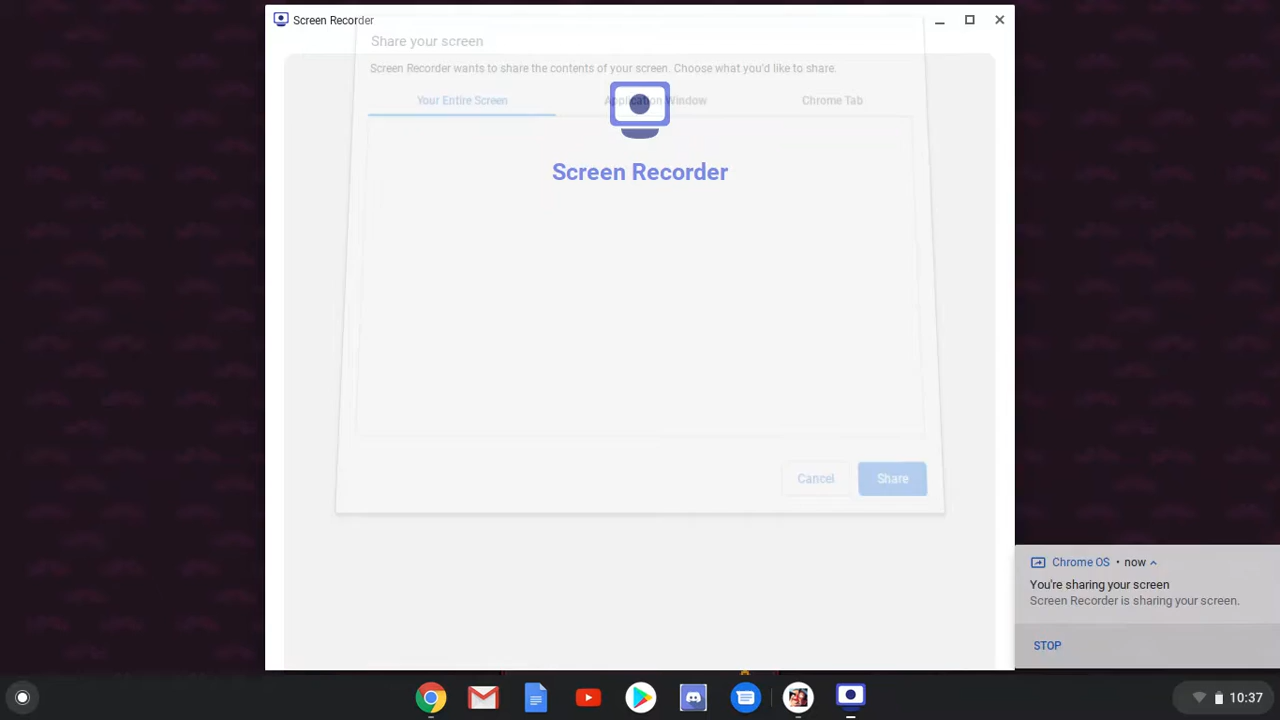 Screen Recorder
Share your screen
Screen Recorder wants to share the contents of your screen. Choose what you'd like to share.
Your Entire Screen
Application Window
Chrome Tab
Screen Recorder
Cancel
Share
Chrome OS • now
You're sharing your screen
Screen Recorder is sharing your screen.
STOP
10:37